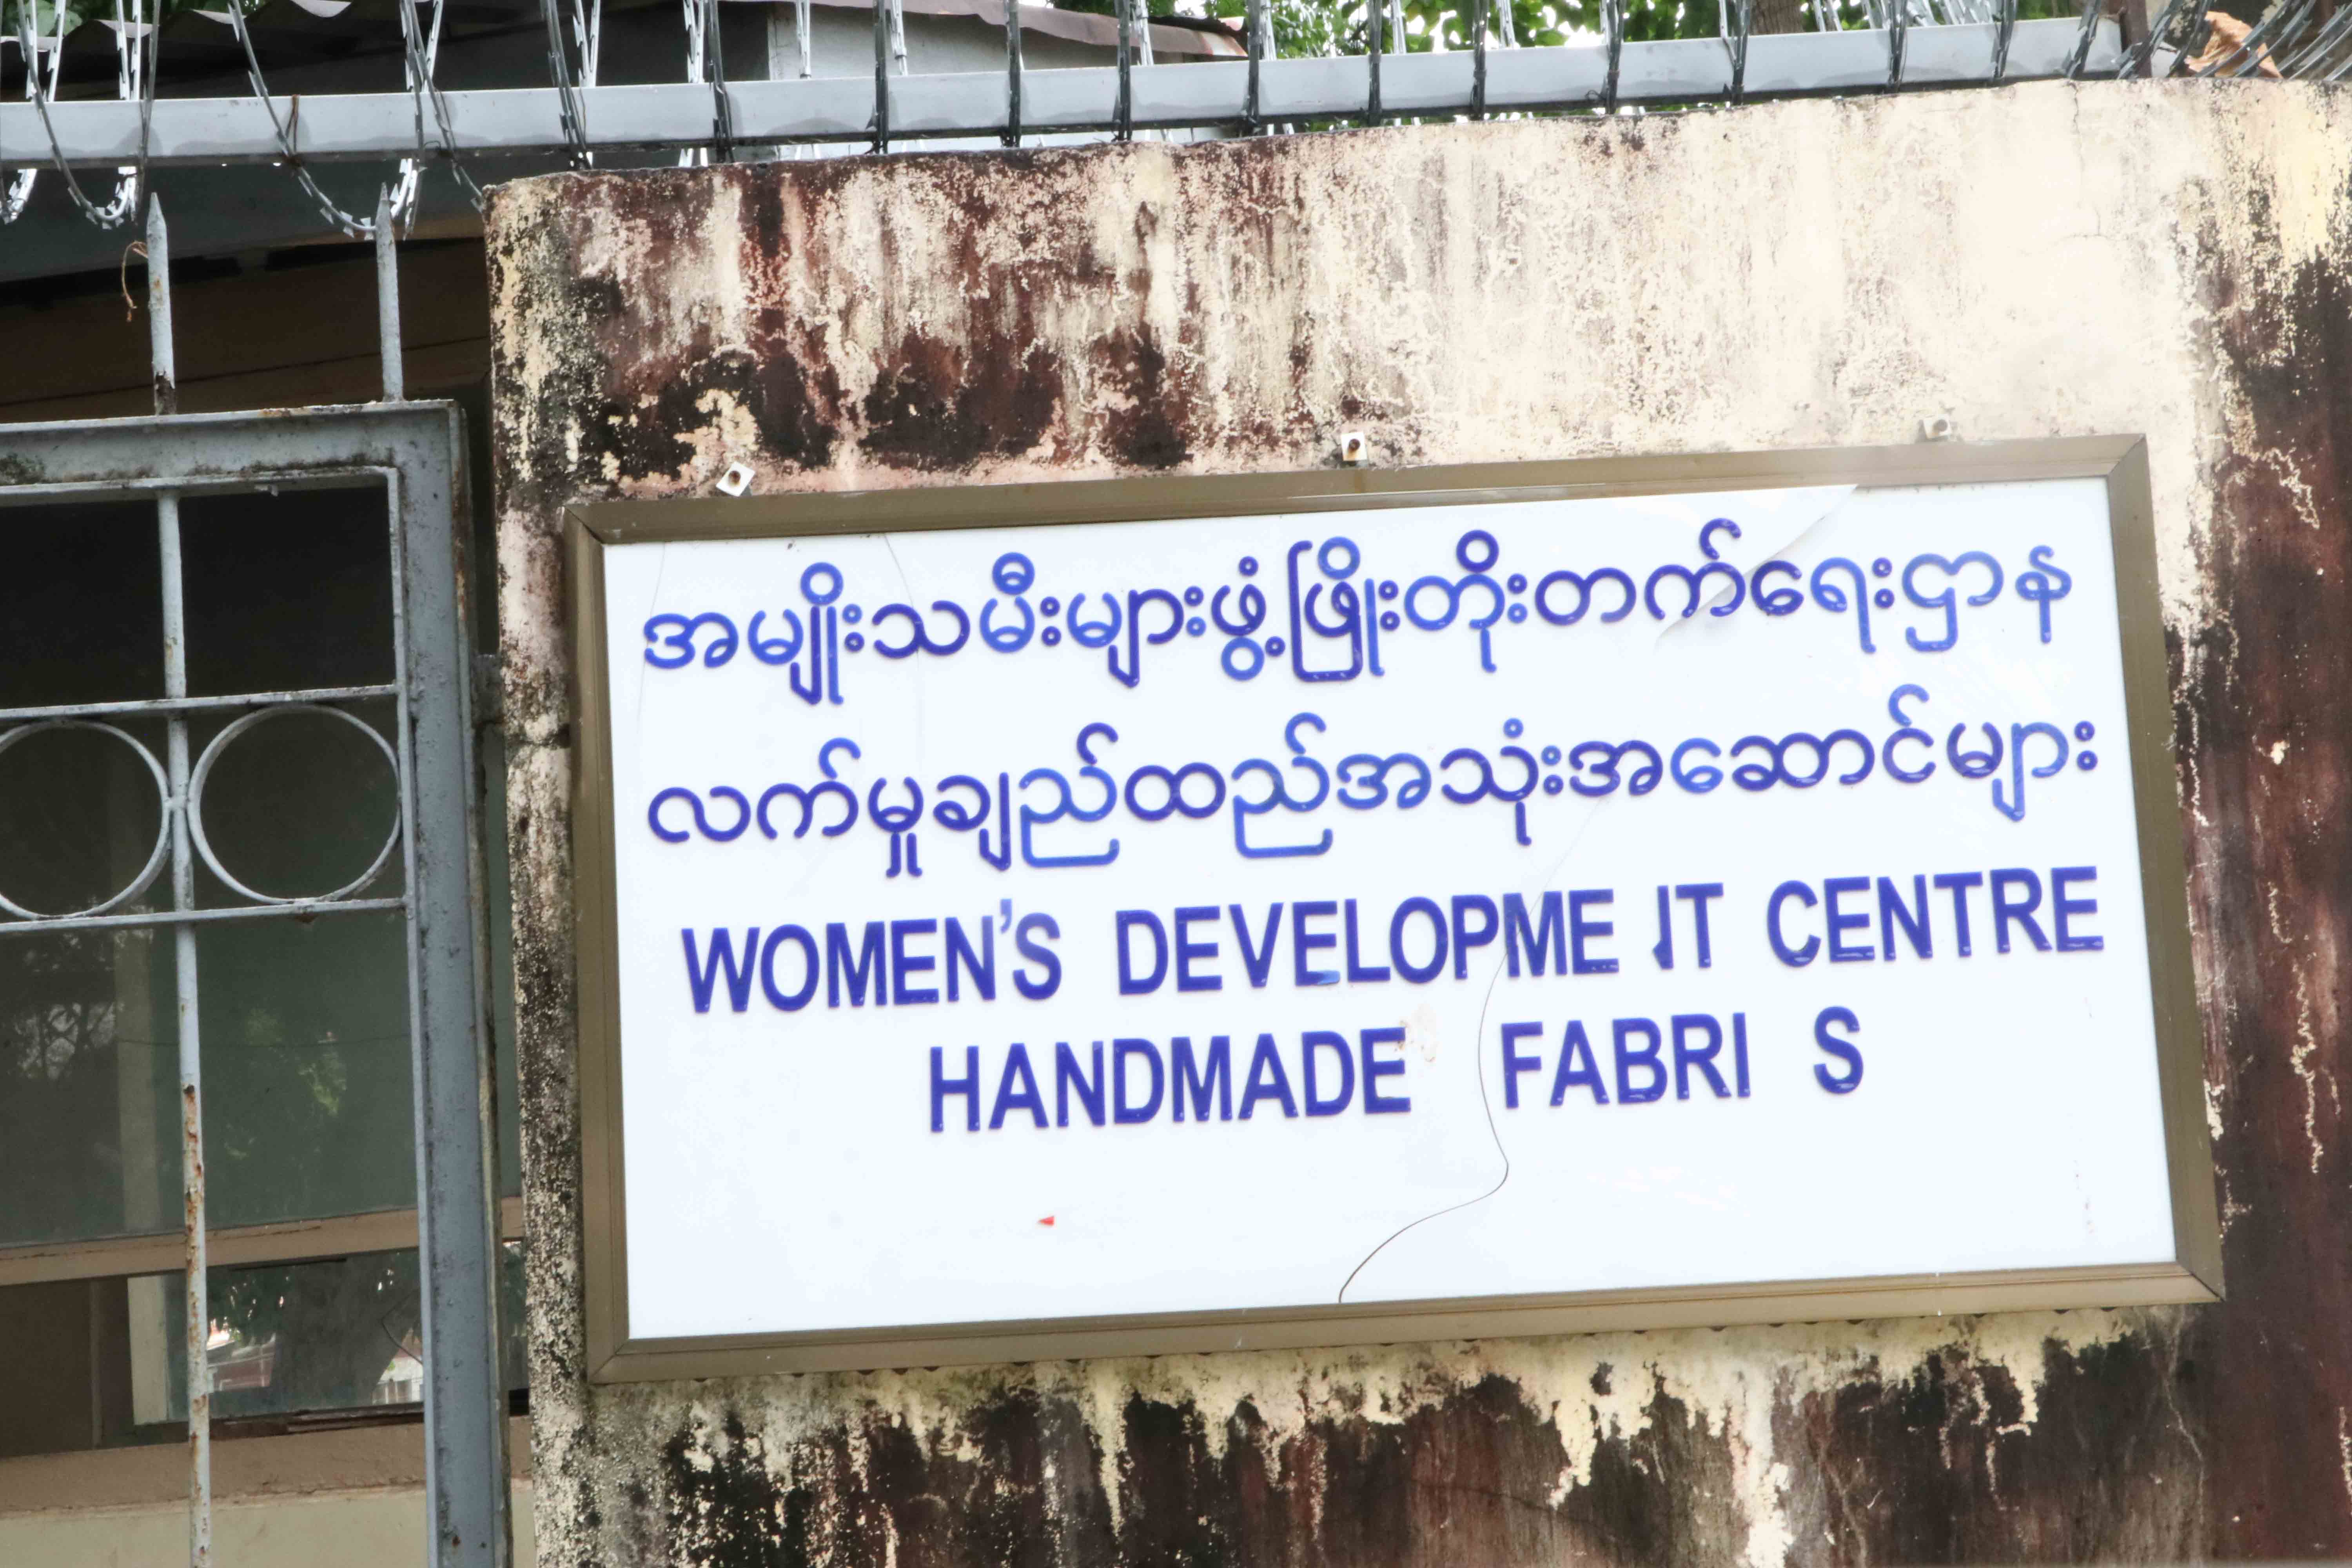 အမျိုးသမီးများဖွံ့ဖြိုးတိုးတက်ရေးဌာန
လက်မှုချည်ထည်အသုံးအဆောင်များ
WOMEN'S DEVELOPME IT CENTRE
HANDMADE FABRI S